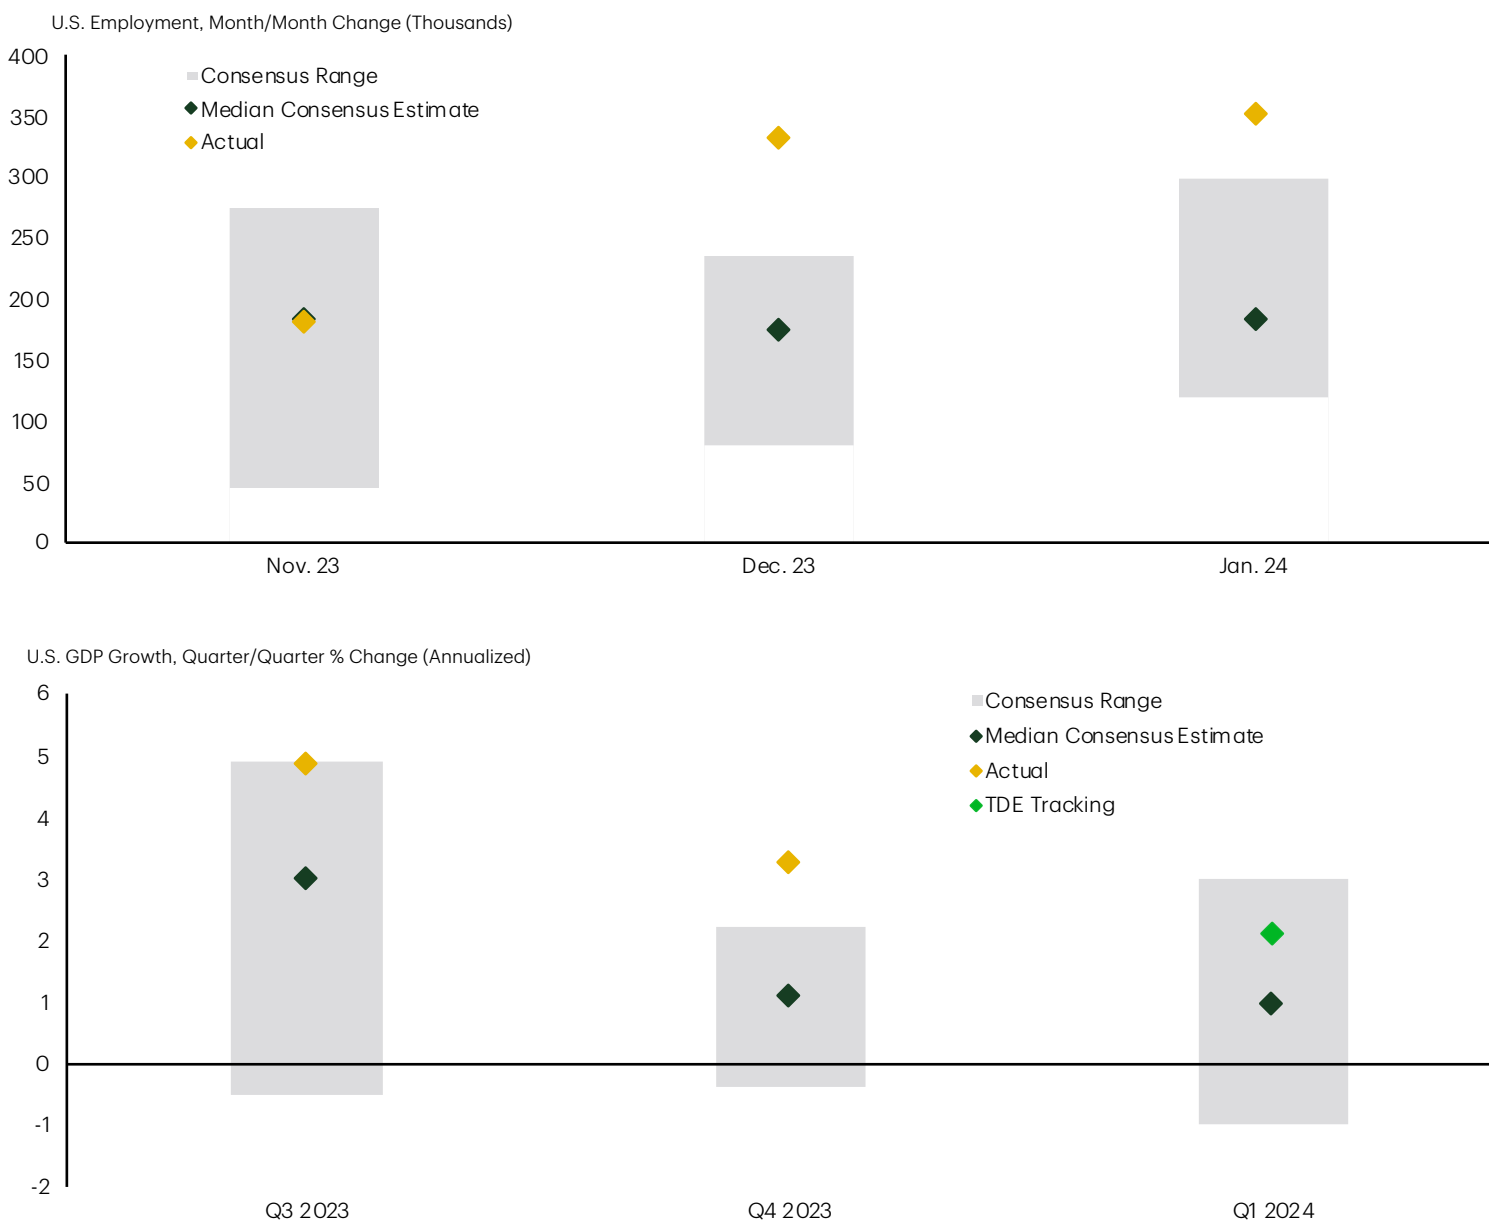 U.S. Employment, Month/Month Change (Thousands)
400
350
300
250
200
150
100
50
0
Consensus Range
Median Consensus Estimate
Actual
Nov. 23
Dec. 23
Jan. 24
U.S. GDP Growth, Quarter/Quarter % Change (Annualized)
6
5
4
3
2
1
0
-1
-2
Consensus Range
Median Consensus Estimate
Actual
TDE Tracking
Q3 2023
Q4 2023
Q1 2024